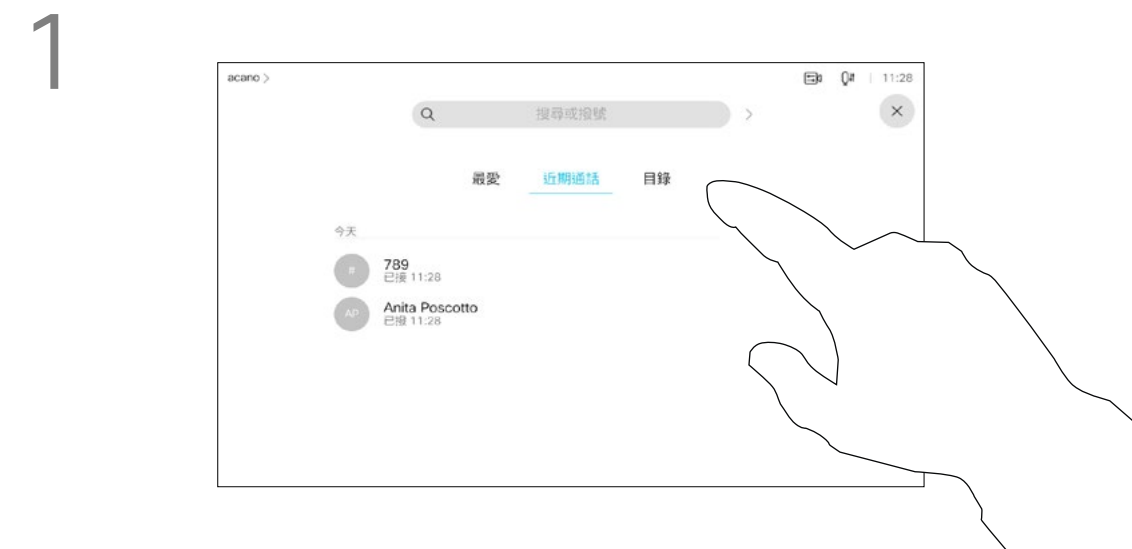 1
acano >
11:28
搜尋或撥號
最愛 近期通話 目錄
今天
#
789
已接 11:28
AP
Anita Poscotto
已撥 11:28